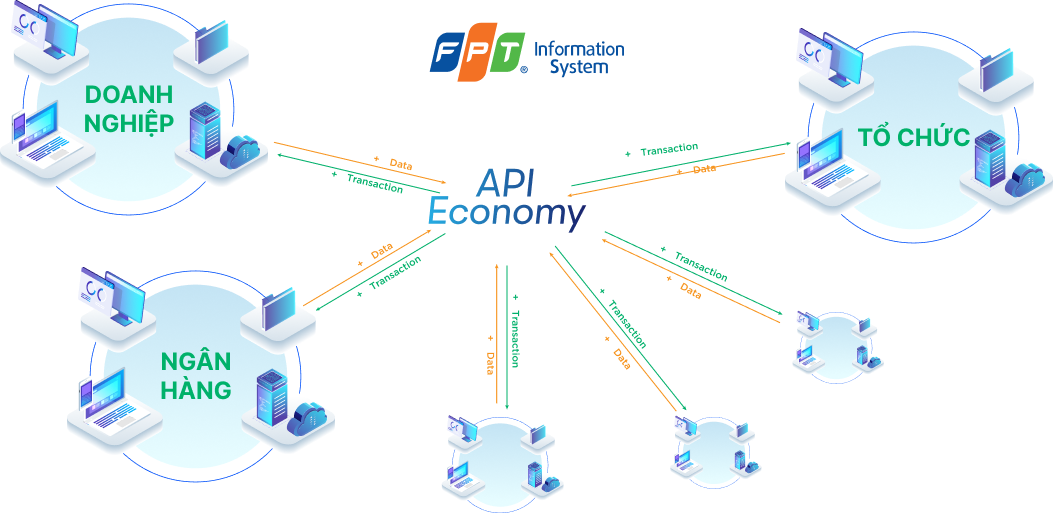 FPT® Information
System
DOANH
NGHIỆP
TỔ CHỨC
+ Data
+ Transaction
+ Transaction
+ Data
API
Economy
+ Data
+ Transaction
+ Transaction
+ Data
+ Transaction
+ Data
+ Transaction
+ Data
NGÂN
HÀNG